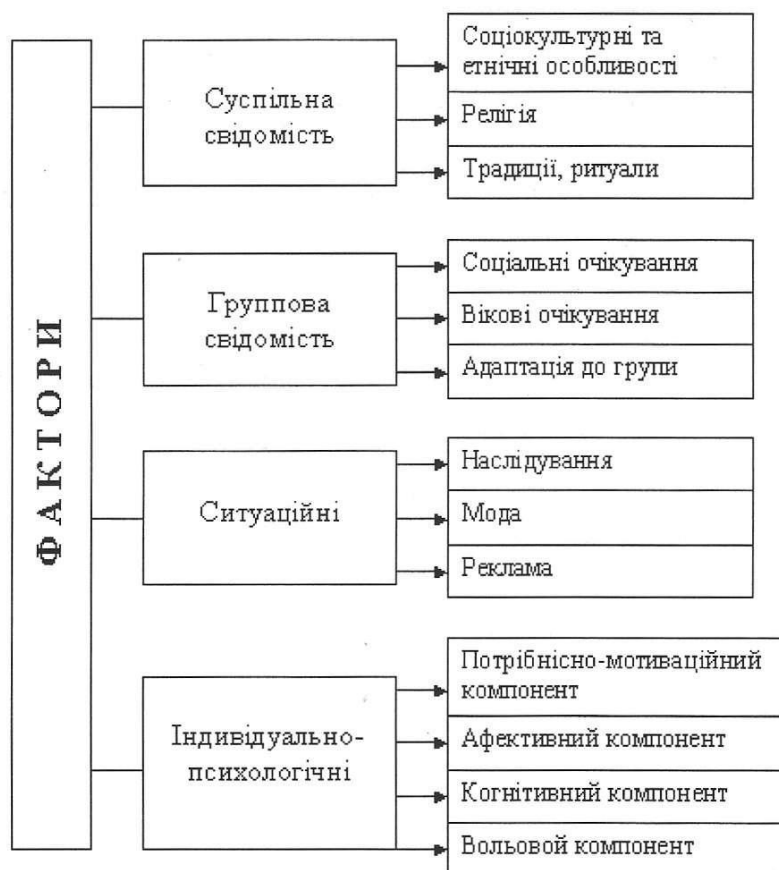 ФАКТОРИ
Суспільна
свідомість
Соціокультурні та
етнічні особливості
Релігія
Традиції, ритуали
Группова
свідомість
Соціальні очікування
Вікові очікування
Адаптація до групи
Ситуаційні
Наслідування
Мода
Реклама
Індивідуально-
психологічні
Потрібнісно-мотиваційний
компонент
Афективний компонент
Когнітивний компонент
Вольовой компонент